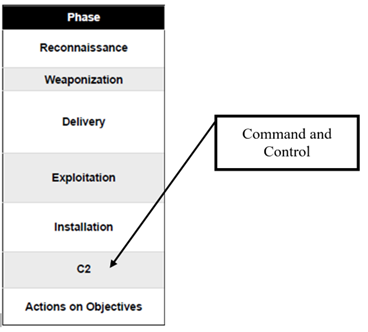 Phase
Reconnaissance
Weaponization
Delivery
Exploitation
Installation
C2
Actions on Objectives
Command and
Control